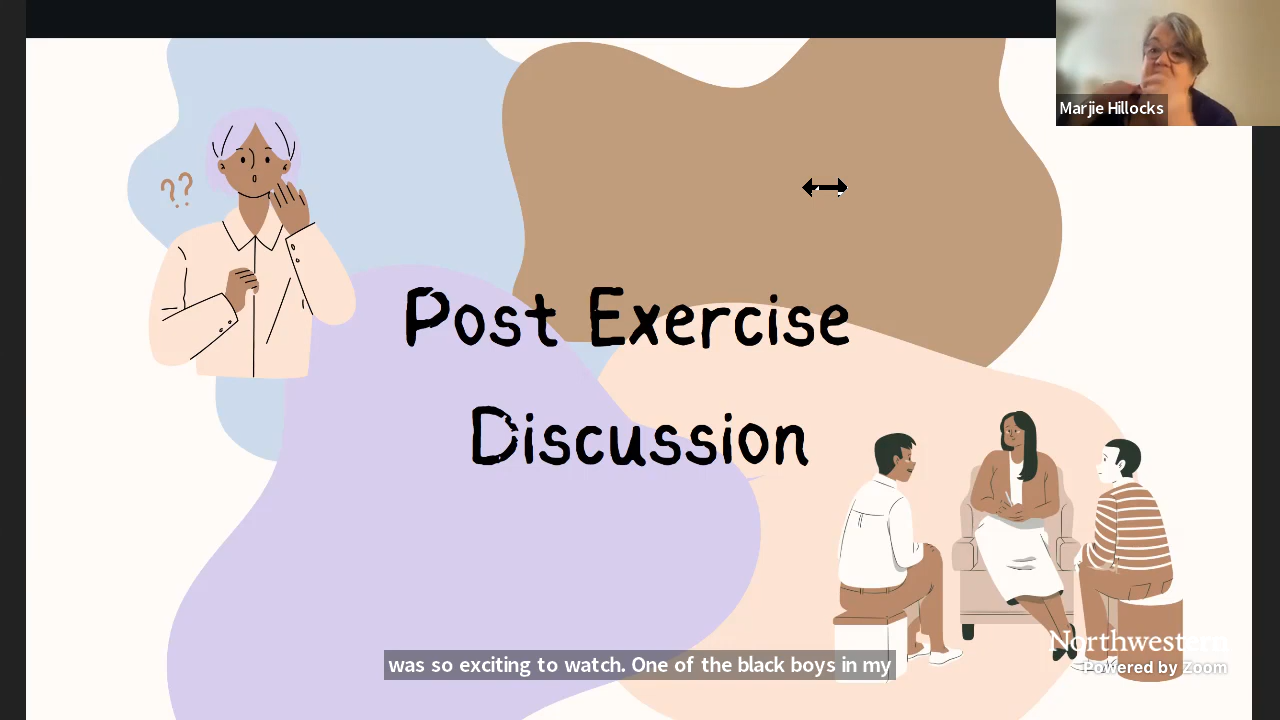 Marjie Hillocks
??
Post Exercise
Discussion
was so exciting to watch. One of the black boys in my
Northwestern
Powered by Zoom